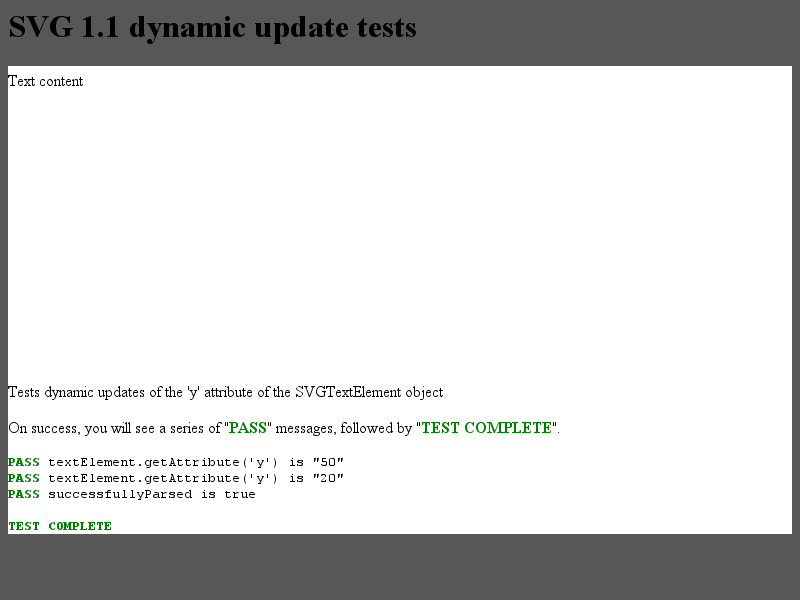 SVG 1.1 dynamic update tests
Text content
Tests dynamic updates of the 'y' attribute of the SVGTextElement object
On success, you will see a series of "PASS" messages, followed by "TEST COMPLETE".
PASS textElement.getAttribute('y') is "50"
PASS textElement.getAttribute('y') is "20"
PASS successfullyParsed is true
TEST COMPLETE